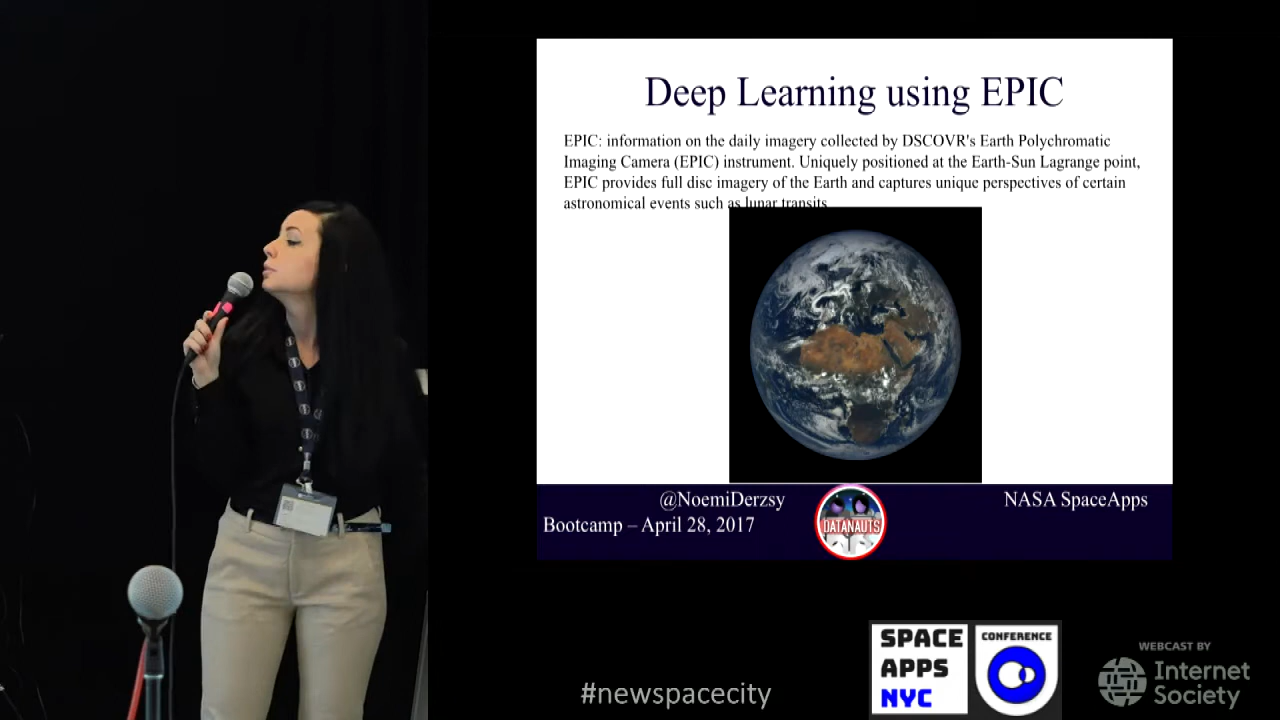 Deep Learning using EPIC
EPIC: information on the daily imagery collected by DSCOVR's Earth Polychromatic
Imaging Camera (EPIC) instrument. Uniquely positioned at the Earth-Sun Lagrange point,
EPIC provides full disc imagery of the Earth and captures unique perspectives of certain
astronomical events such as lunar transits
@NoemiDerzsy
NASA SpaceApps
Bootcamp – April 28, 2017
DATANAUTS
SPACE
APPS
NYC
CONFERENCE
#newspacecity
WEBCAST BY
Internet
Society